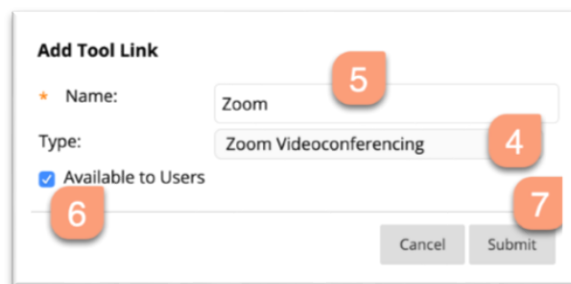 Add Tool Link
5
* Name:
Zoom
Type:
Zoom Videoconferencing
4
Available to Users
6
7
Cancel
Submit